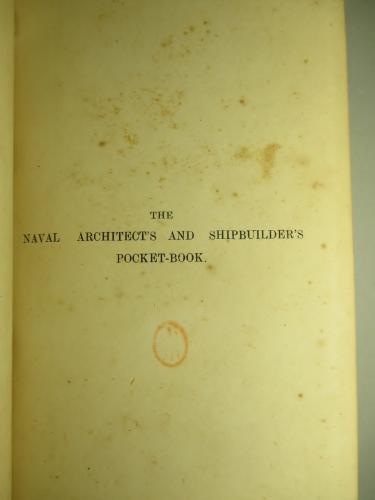 THE
NAVAL ARCHITECT'S AND SHIPBUILDER'S
POCKET-BOOK.